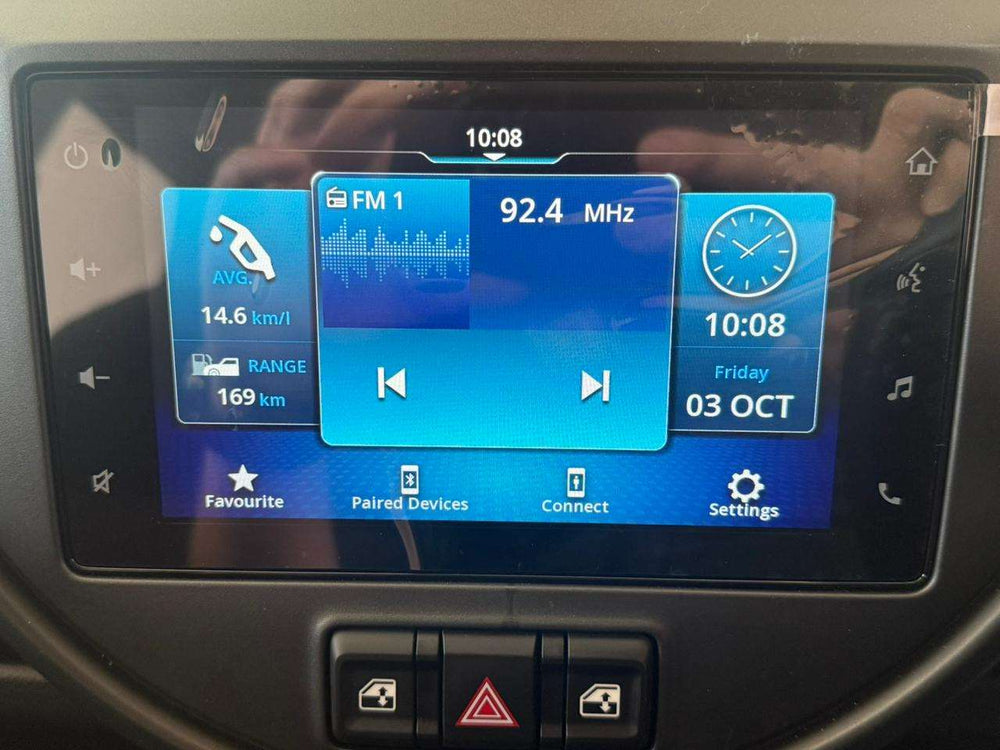 10:08
FM 1
92.4 MHz
AVG.
14.6 km/l
RANGE
169 km
10:08
Friday
03 OCT
Favourite
Paired Devices
Connect
Settings